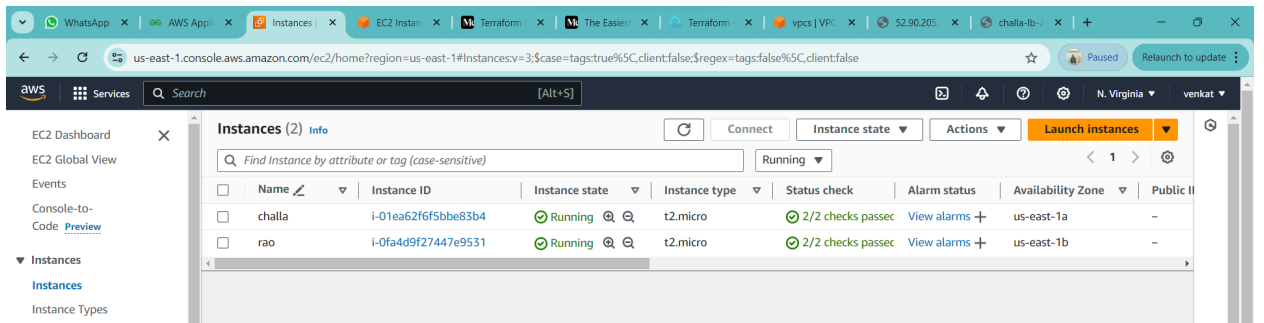 WhatsApp
AWS Appli
Instances |
EC2 Instan
Terraform
The Easies
Terraform
vpcs | VPC
52.90.205.
challa-lb-2
us-east-1.console.aws.amazon.com/ec2/home?region=us-east-1#Instances:v=3;$case=tags:true%5C,client:false;$regex=tags:false%5C,client:false
Paused
Relaunch to update
aws
Services
Search
[Alt+S]
N. Virginia
venkat
EC2 Dashboard
EC2 Global View
Events
Console-to-
Code Preview
Instances
Instances
Instance Types
Instances (2) Info
Connect
Instance state
Actions
Launch instances
Find Instance by attribute or tag (case-sensitive)
Running
1
Name
Instance ID
Instance state
Instance type
Status check
Alarm status
Availability Zone
Public I
challa
i-01ea62f6f5bbe83b4
Running
t2.micro
2/2 checks passec
View alarms
us-east-1a
–
rao
i-0fa4d9f27447e9531
Running
t2.micro
2/2 checks passec
View alarms
us-east-1b
–